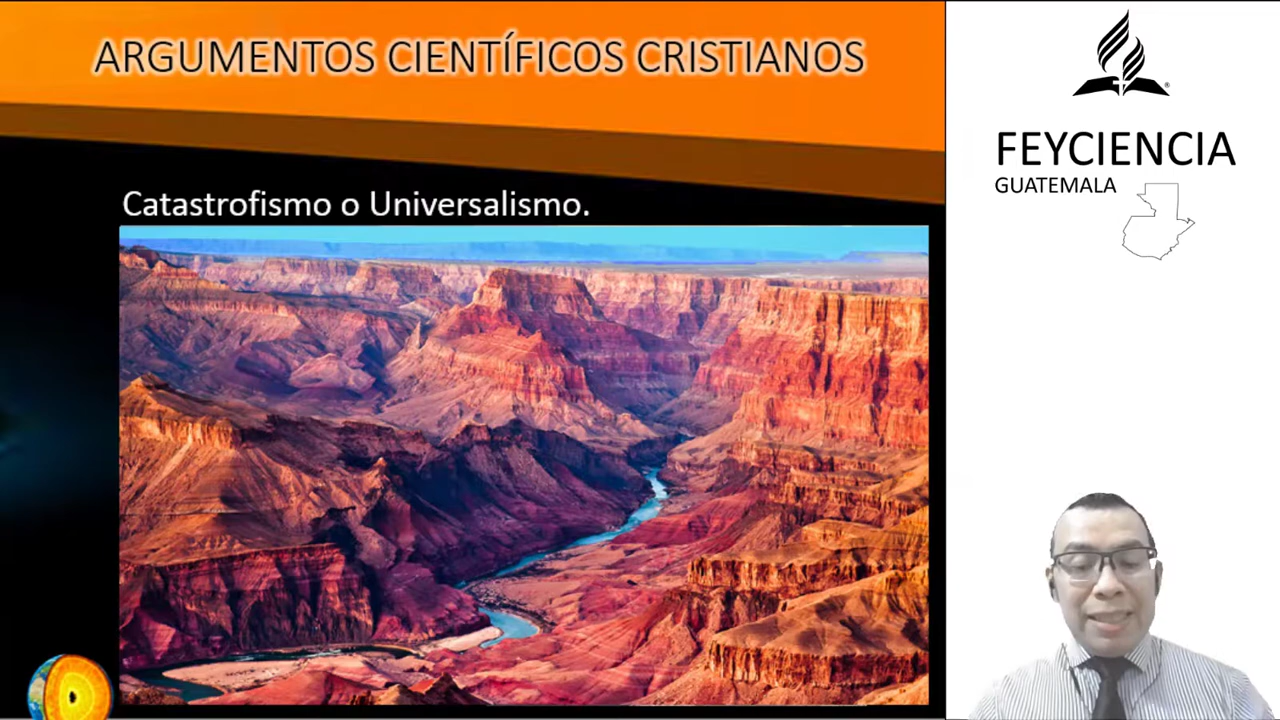 ARGUMENTOS CIENTÍFICOS CRISTIANOS
Catastrofismo o Universalismo.
FEYCIENCIA
GUATEMALA